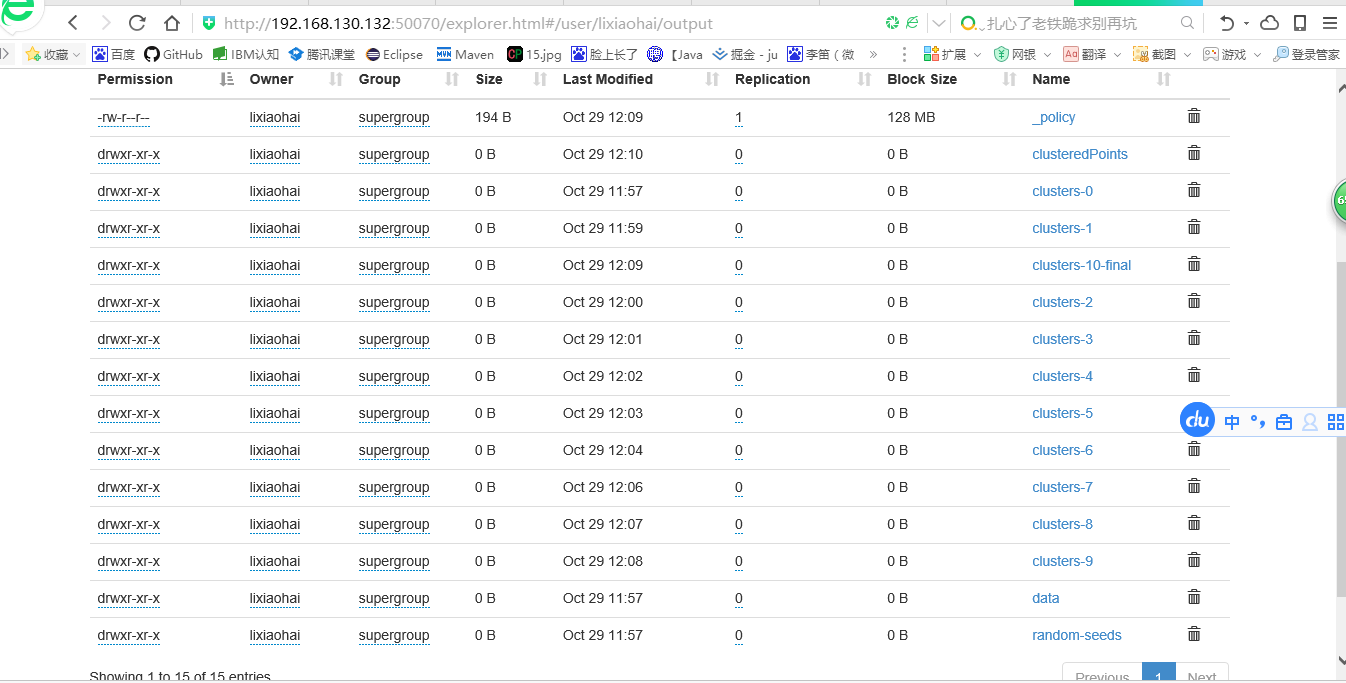 http://192.168.130.132:50070/explorer.html#/user/lixiaohai/output 扎心了老铁跪求别再坑
收藏 百度 GitHub IBM认知 腾讯课堂 Eclipse Maven 15.jpg 脸上长了 【Java 掘金 - ju 李笛（微 » 扩展 网银 Aa 翻译 截图 游戏 登录管家
Permission Owner Group Size Last Modified Replication Block Size Name
-rw-r--r-- lixiaohai supergroup 194 B Oct 29 12:09 1 128 MB _policy
drwxr-xr-x lixiaohai supergroup 0 B Oct 29 12:10 0 0 B clusteredPoints
drwxr-xr-x lixiaohai supergroup 0 B Oct 29 11:57 0 0 B clusters-0
drwxr-xr-x lixiaohai supergroup 0 B Oct 29 11:59 0 0 B clusters-1
drwxr-xr-x lixiaohai supergroup 0 B Oct 29 12:09 0 0 B clusters-10-final
drwxr-xr-x lixiaohai supergroup 0 B Oct 29 12:00 0 0 B clusters-2
drwxr-xr-x lixiaohai supergroup 0 B Oct 29 12:01 0 0 B clusters-3
drwxr-xr-x lixiaohai supergroup 0 B Oct 29 12:02 0 0 B clusters-4
drwxr-xr-x lixiaohai supergroup 0 B Oct 29 12:03 0 0 B clusters-5
du 中
drwxr-xr-x lixiaohai supergroup 0 B Oct 29 12:04 0 0 B clusters-6
drwxr-xr-x lixiaohai supergroup 0 B Oct 29 12:06 0 0 B clusters-7
drwxr-xr-x lixiaohai supergroup 0 B Oct 29 12:07 0 0 B clusters-8
drwxr-xr-x lixiaohai supergroup 0 B Oct 29 12:08 0 0 B clusters-9
drwxr-xr-x lixiaohai supergroup 0 B Oct 29 11:57 0 0 B data
drwxr-xr-x lixiaohai supergroup 0 B Oct 29 11:57 0 0 B random-seeds
Showing 1 to 15 of 15 entries Previous 1 Next